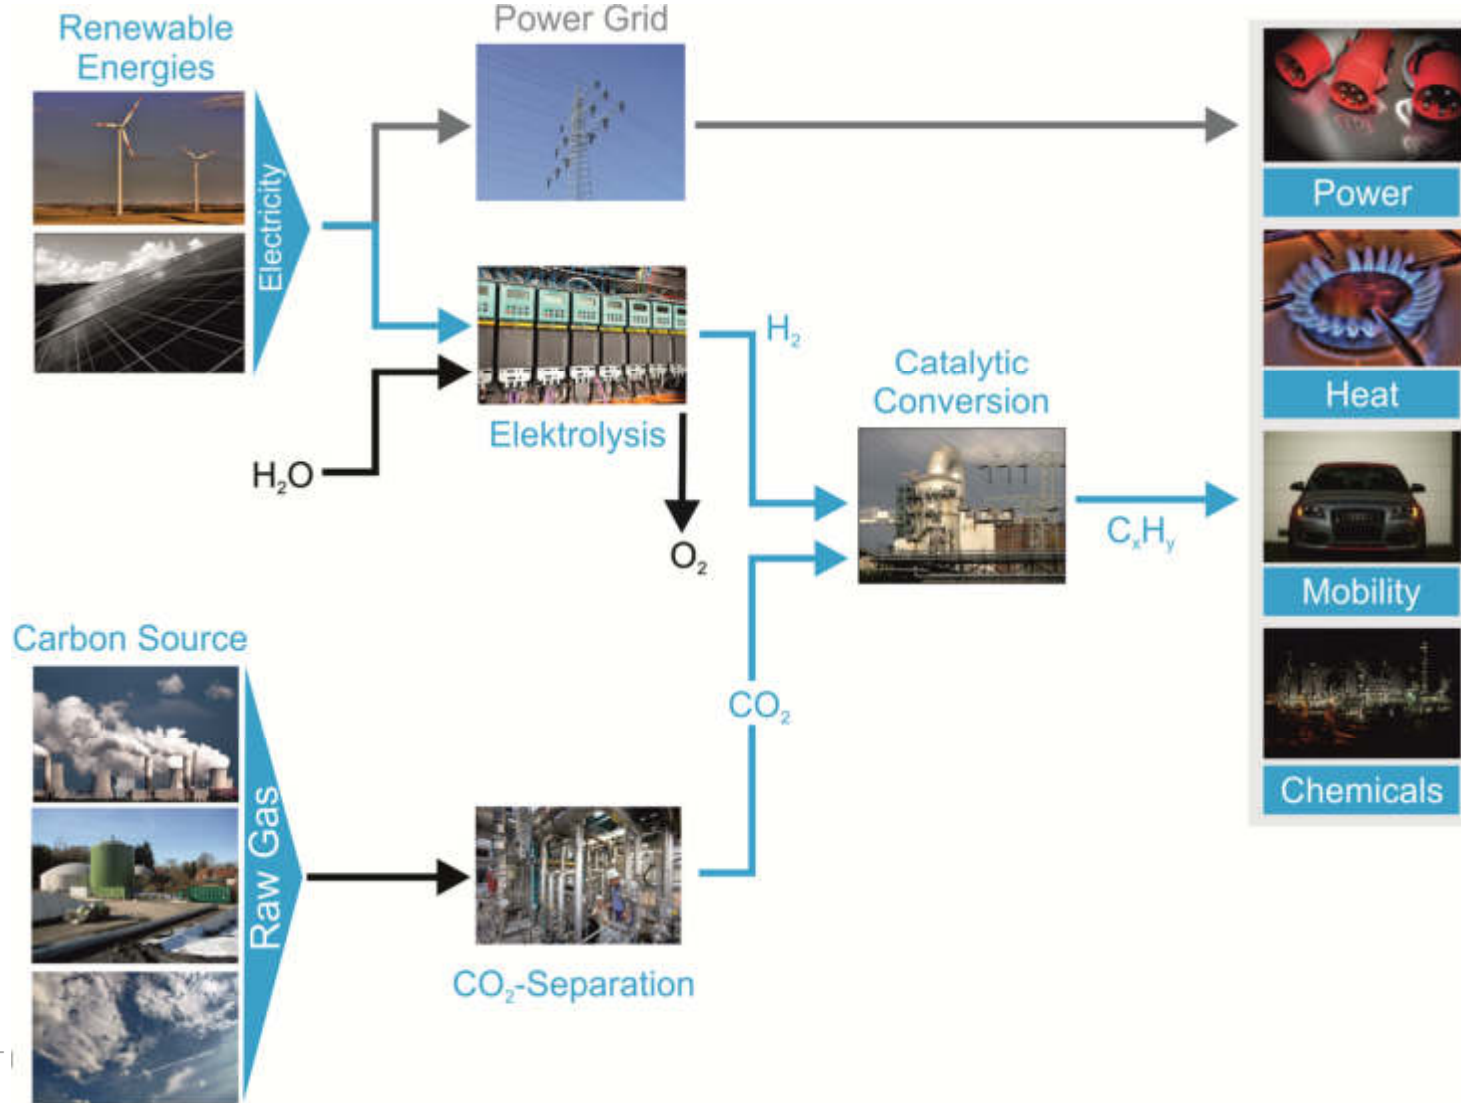 Renewable
Energies
Electricity
Power Grid
Power
Heat
H₂
Elektrolysis
H₂O
O₂
Catalytic
Conversion
CₓHᵧ
Mobility
Chemicals
Carbon Source
Raw Gas
CO₂
CO₂-Separation